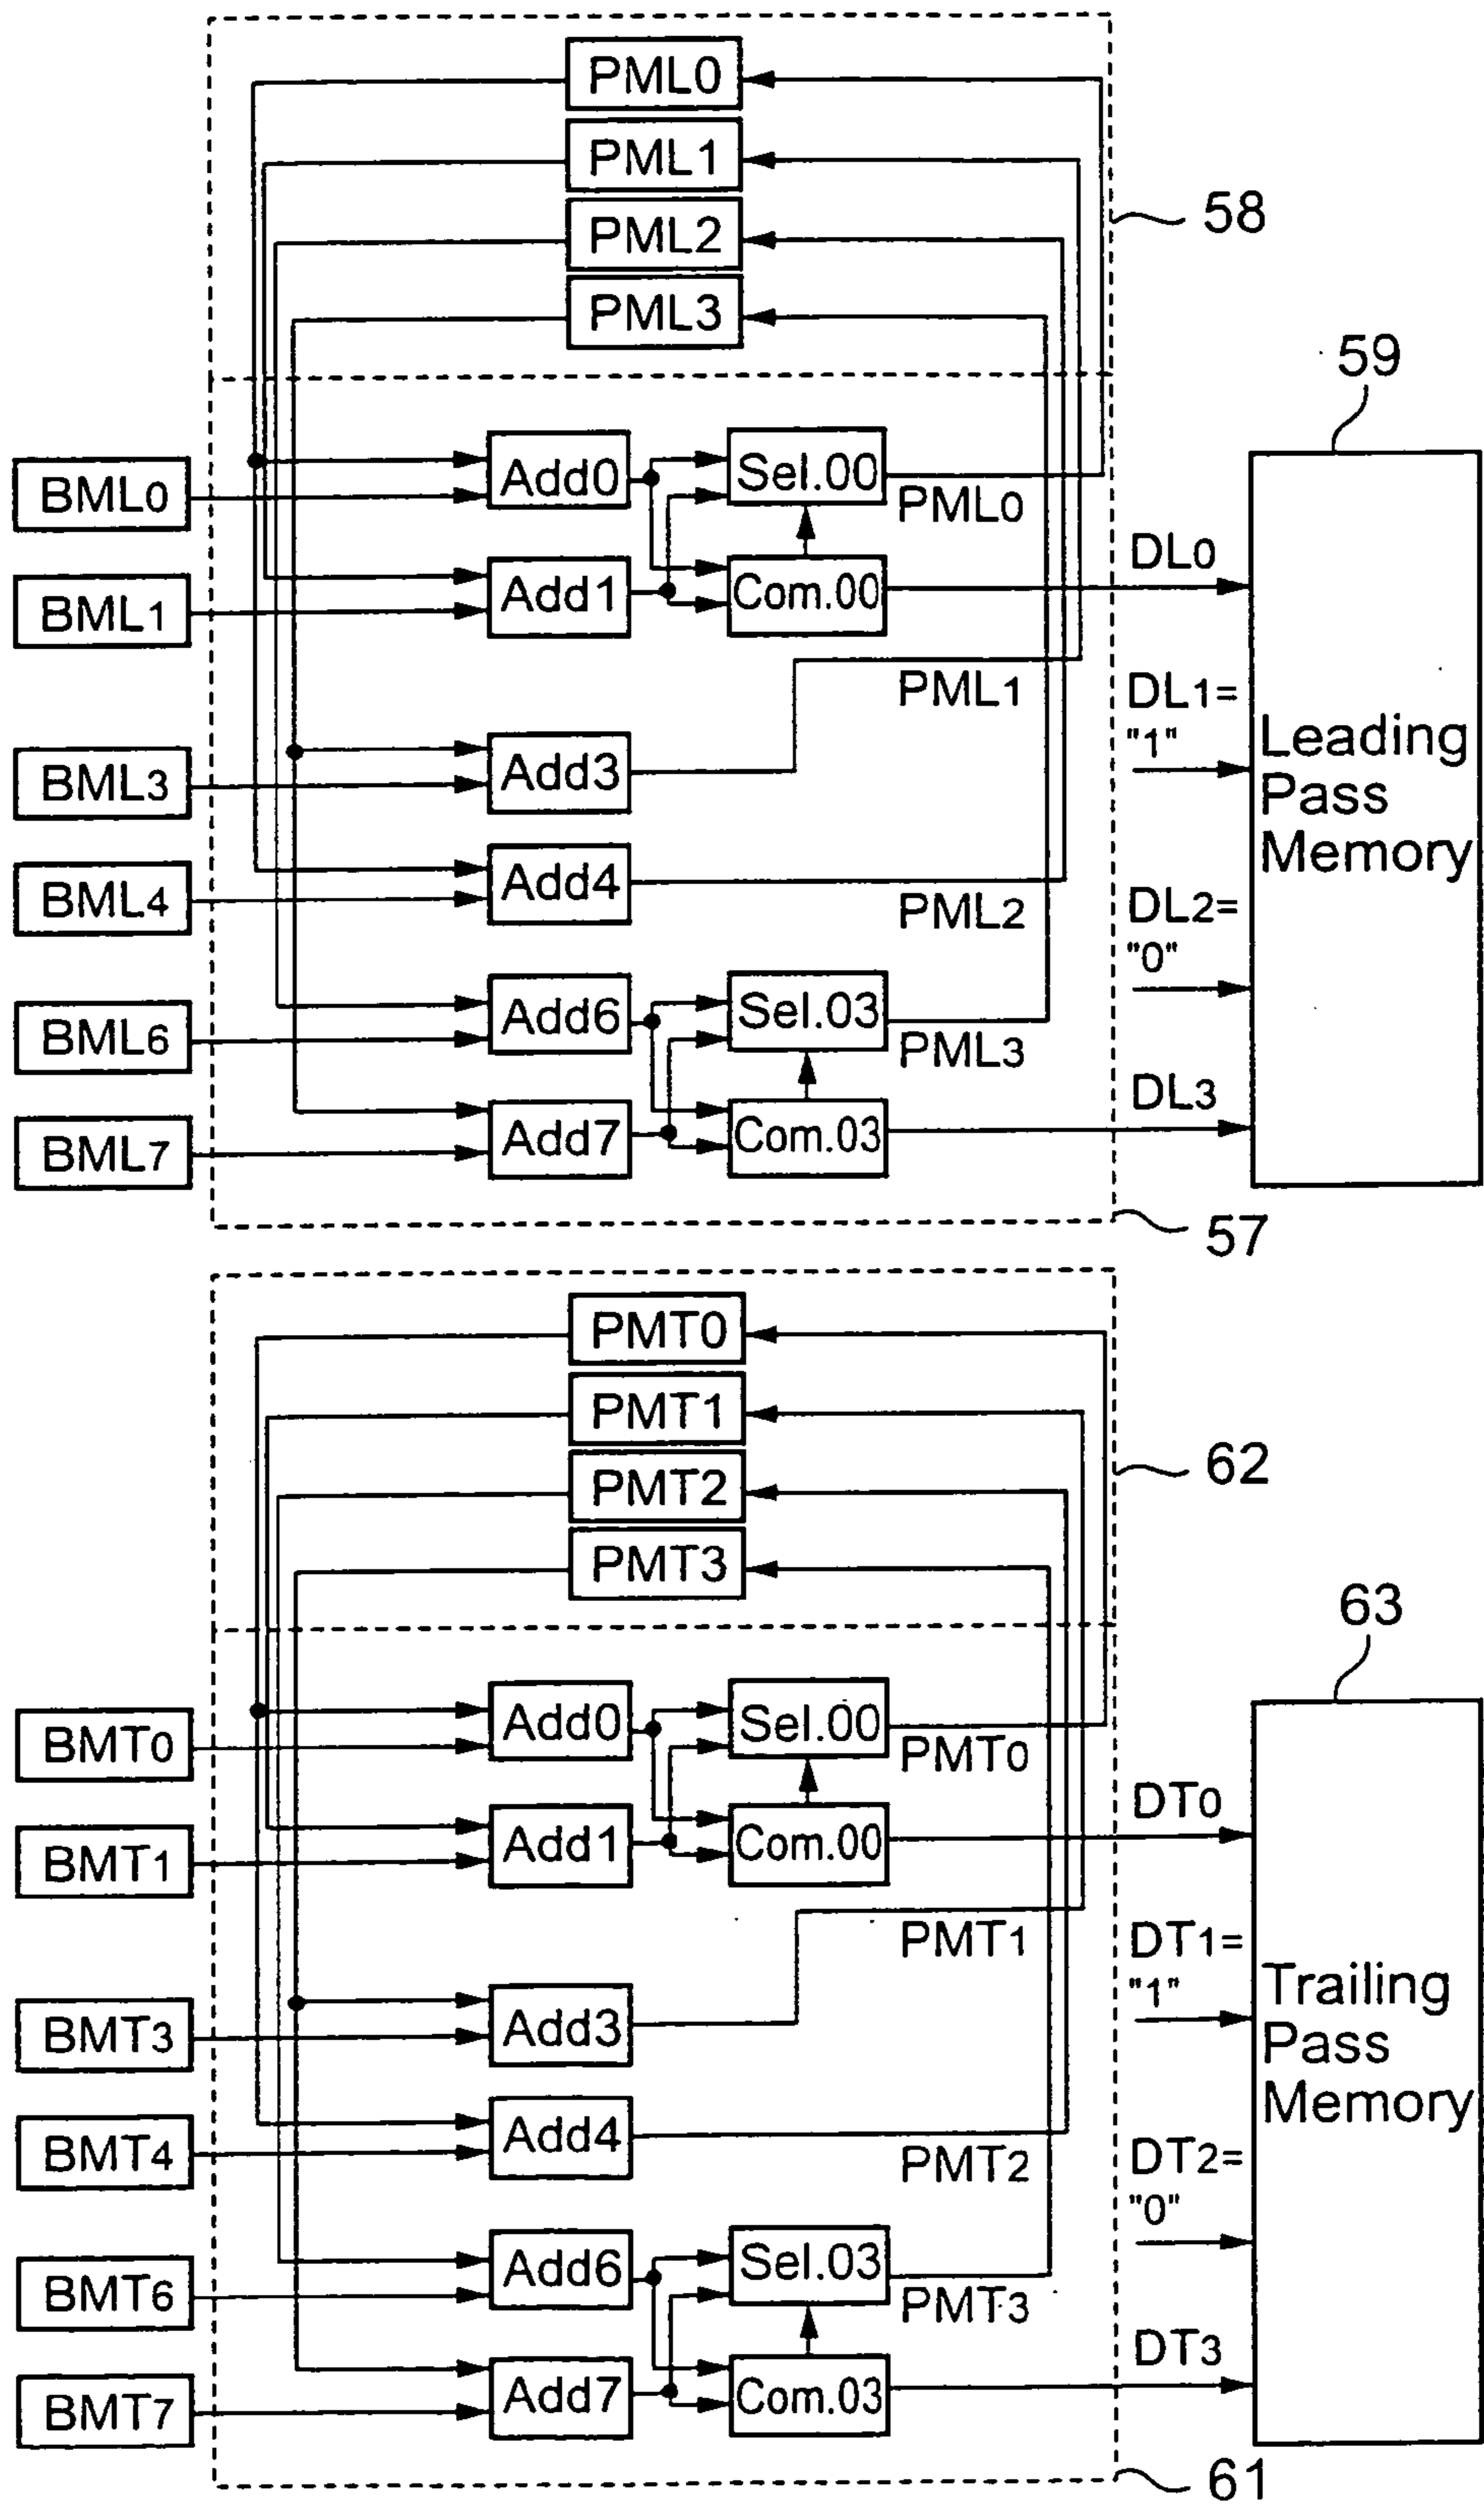 PML0
PML1
PML2
PML3
58
59
BML0
Add0
Sel.00
PML0
DL0
BML1
Add1
Com.00
PML1
DL1=
"1"
Leading
Pass
Memory
BML3
Add3
BML4
Add4
PML2
DL2=
"0"
BML6
Add6
Sel.03
PML3
DL3
BML7
Add7
Com.03
57
PMT0
PMT1
PMT2
PMT3
62
63
BMT0
Add0
Sel.00
PMT0
DT0
BMT1
Add1
Com.00
PMT1
DT1=
"1"
Trailing
Pass
Memory
BMT3
Add3
BMT4
Add4
PMT2
DT2=
"0"
BMT6
Add6
Sel.03
PMT3
DT3
BMT7
Add7
Com.03
61